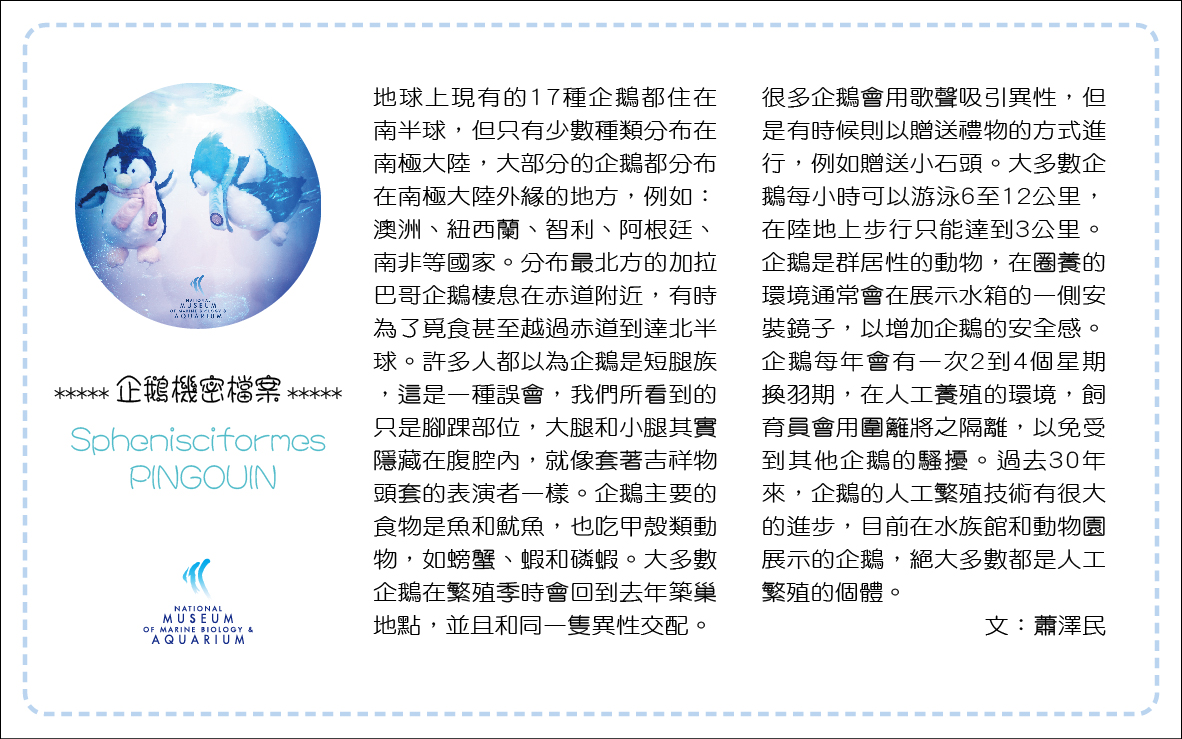 NATIONAL
MUSEUM
OF MARINE BIOLOGY &
AQUARIUM
***** 企鵝機密檔案 *****
Sphenisciformes
PINGOUIN
NATIONAL
MUSEUM
OF MARINE BIOLOGY &
AQUARIUM
地球上現有的17種企鵝都住在
南半球，但只有少數種類分布在
南極大陸，大部分的企鵝都分布
在南極大陸外緣的地方，例如：
澳洲、紐西蘭、智利、阿根廷、
南非等國家。分布最北方的加拉
巴哥企鵝棲息在赤道附近，有時
為了覓食甚至越過赤道到達北半
球。許多人都以為企鵝是短腿族
，這是一種誤會，我們所看到的
只是腳踝部位，大腿和小腿其實
隱藏在腹腔內，就像套著吉祥物
頭套的表演者一樣。企鵝主要的
食物是魚和魷魚，也吃甲殼類動
物，如螃蟹、蝦和磷蝦。大多數
企鵝在繁殖季時會回到去年築巢
地點，並且和同一隻異性交配。
很多企鵝會用歌聲吸引異性，但
是有時候則以贈送禮物的方式進
行，例如贈送小石頭。大多數企
鵝每小時可以游泳6至12公里，
在陸地上步行只能達到3公里。
企鵝是群居性的動物，在圈養的
環境通常會在展示水箱的一側安
裝鏡子，以增加企鵝的安全感。
企鵝每年會有一次2到4個星期
換羽期，在人工養殖的環境，飼
育員會用圍籬將之隔離，以免受
到其他企鵝的騷擾。過去30年
來，企鵝的人工繁殖技術有很大
的進步，目前在水族館和動物園
展示的企鵝，絕大多數都是人工
繁殖的個體。
文：蕭澤民